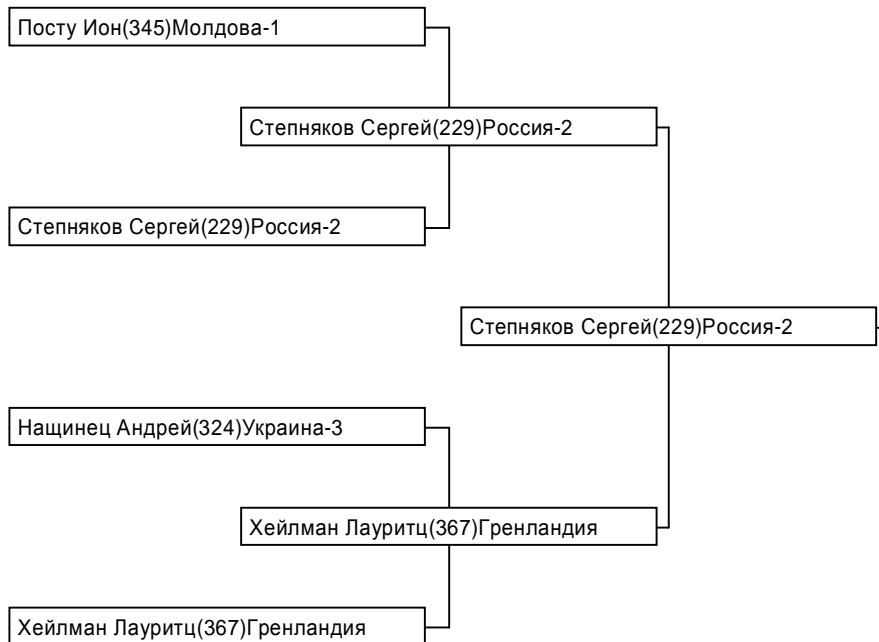 Посту Ион(345)Молдова-1
Степняков Сергей(229)Россия-2
Степняков Сергей(229)Россия-2
Степняков Сергей(229)Россия-2
Нащинец Андрей(324)Украина-3
Хейлман Лауритц(367)Гренландия
Хейлман Лауритц(367)Гренландия